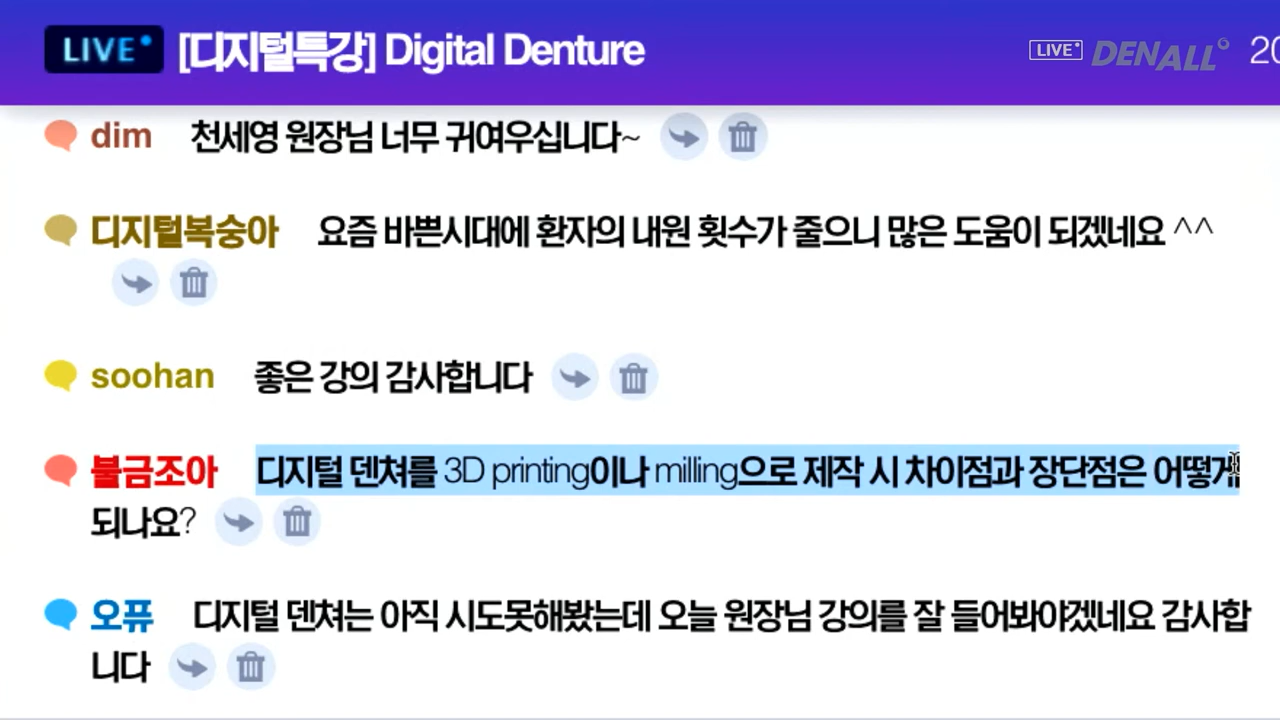 LIVE [디지털특강] Digital Denture LIVE DENALL 20
dim 천세영 원장님 너무 귀여우십니다~
디지털복숭아 요즘 바쁜시대에 환자의 내원 횟수가 줄으니 많은 도움이 되겠네요 ^^
soohan 좋은 강의 감사합니다
불금조아 디지털 덴쳐를 3D printing이나 milling으로 제작 시 차이점과 장단점은 어떻게
되나요?
오퓨 디지털 덴쳐는 아직 시도못해봤는데 오늘 원장님 강의를 잘 들어봐야겠네요 감사합
니다